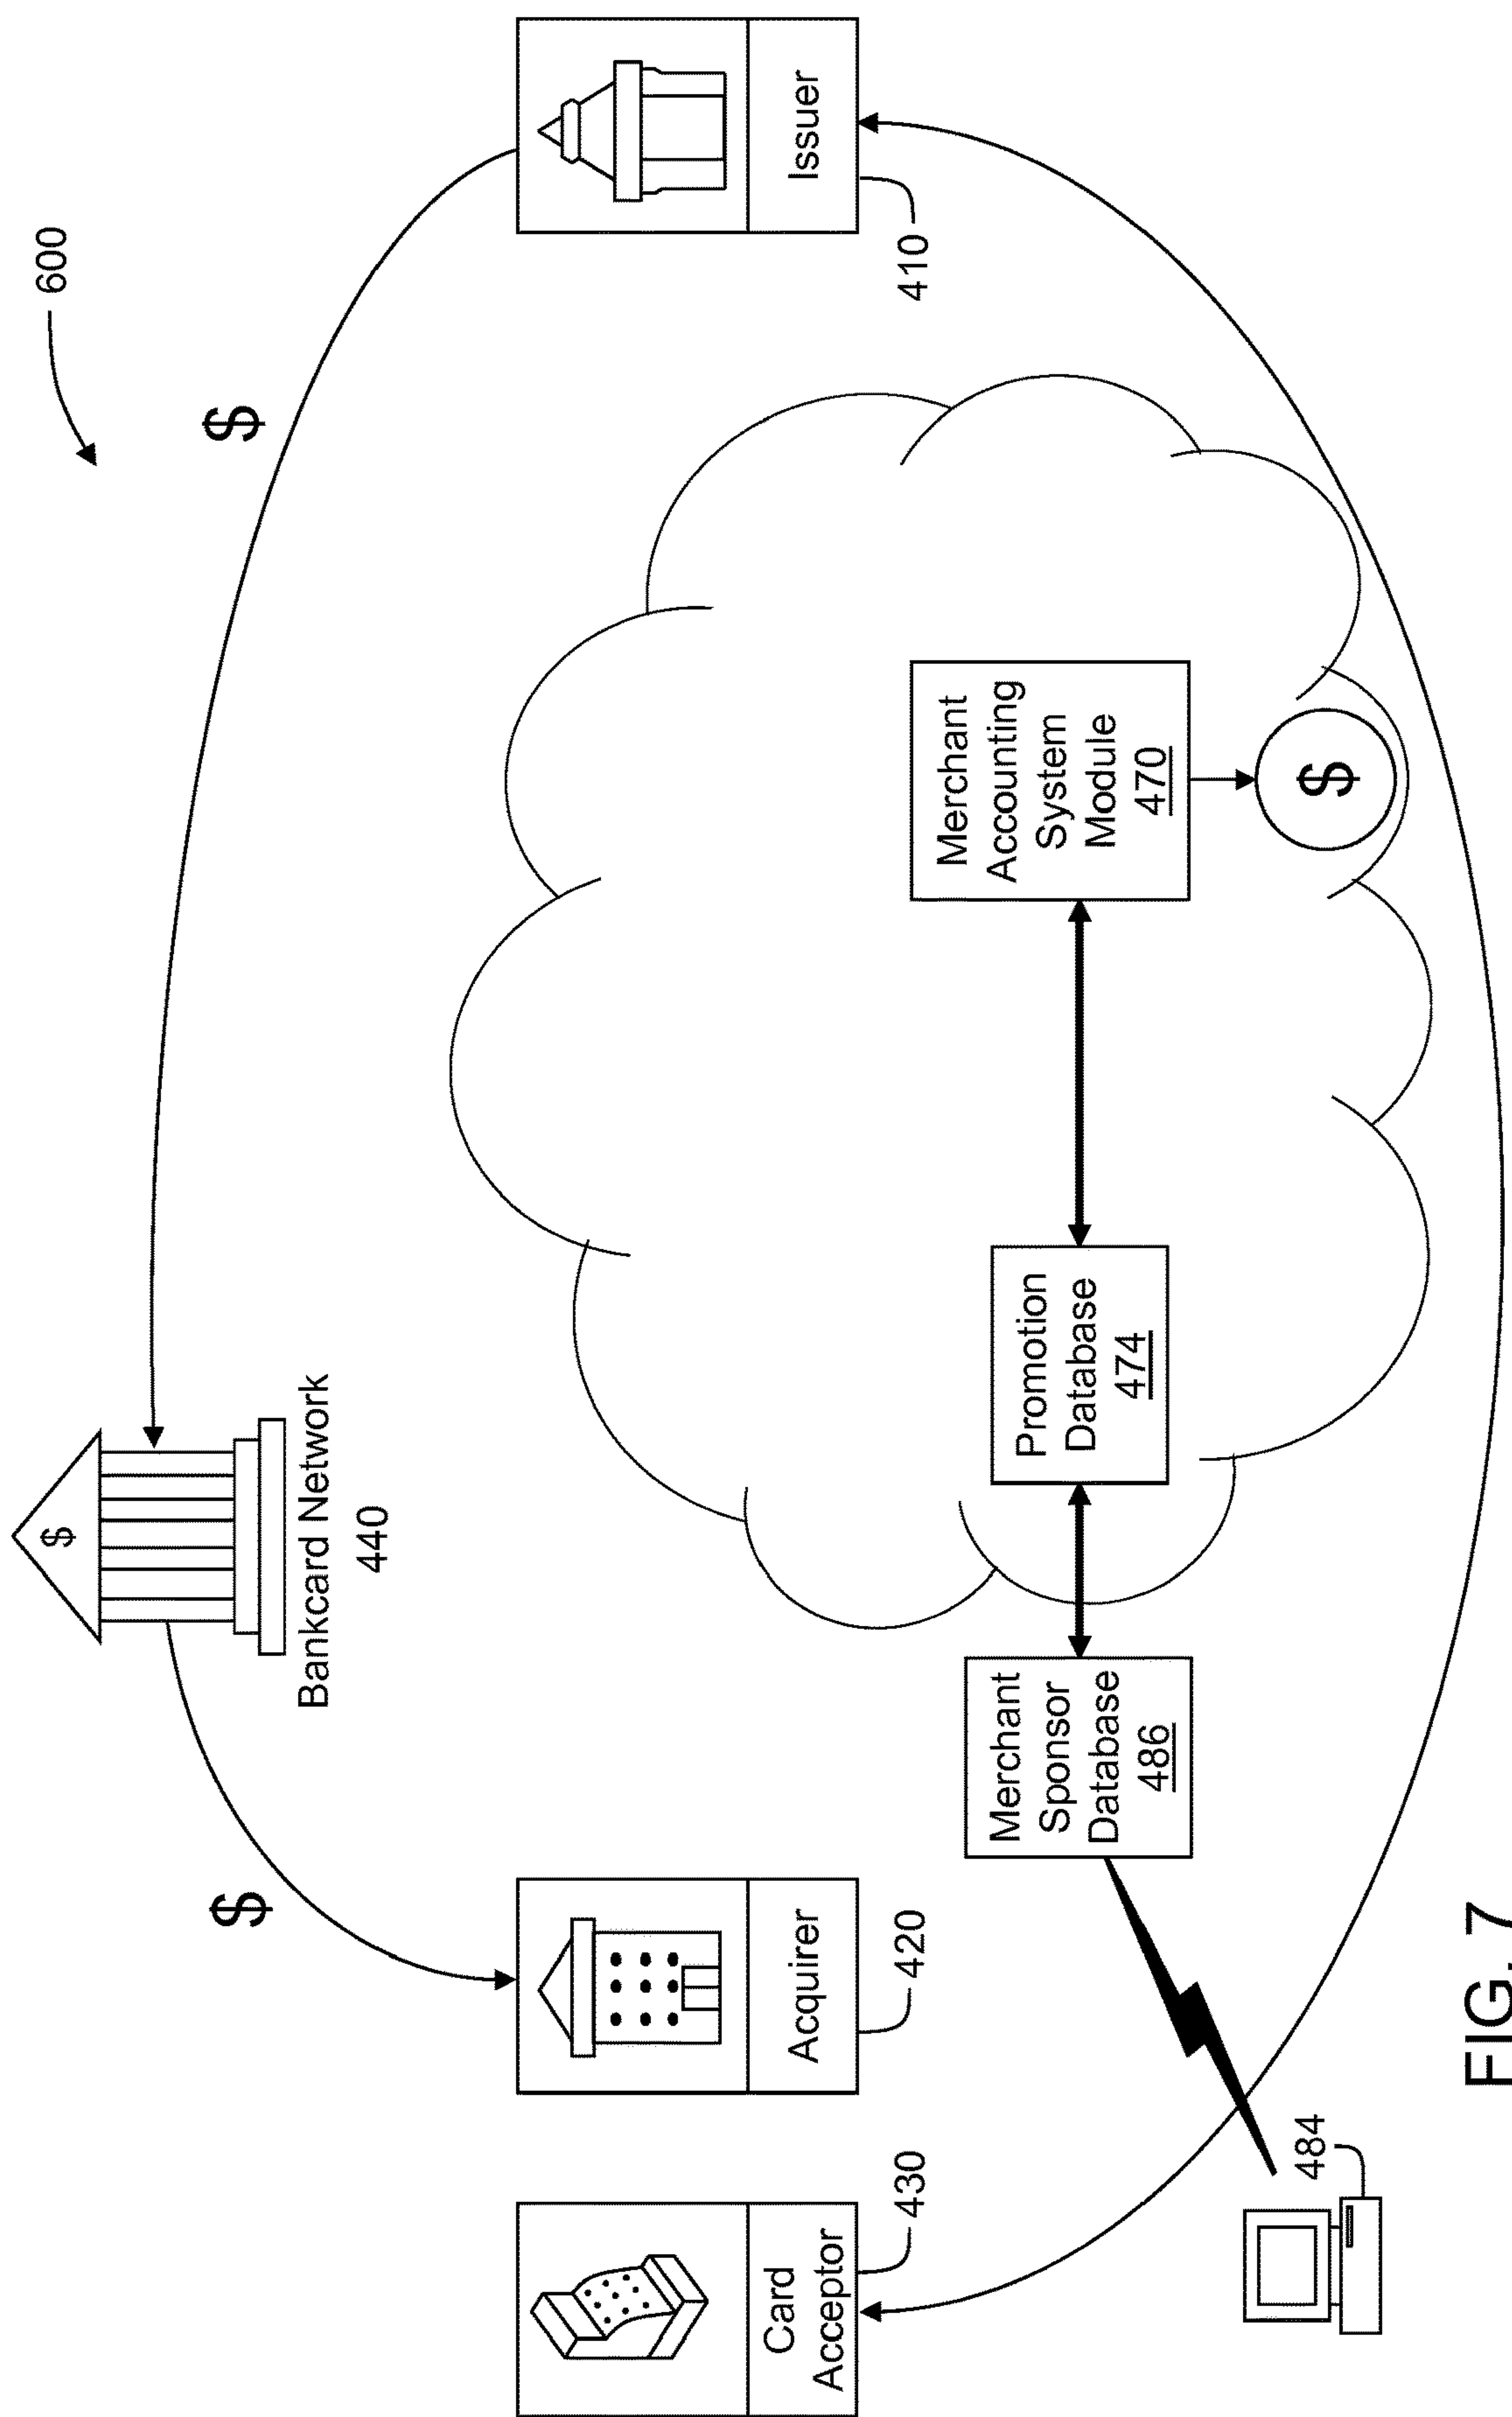 600
$
$
$
Bankcard Network
440
Card
Acceptor
430
Acquirer
420
Issuer
410
Merchant
Sponsor
Database
486
Promotion
Database
474
Merchant
Accounting
System
Module
470
$
484
FIG. 7